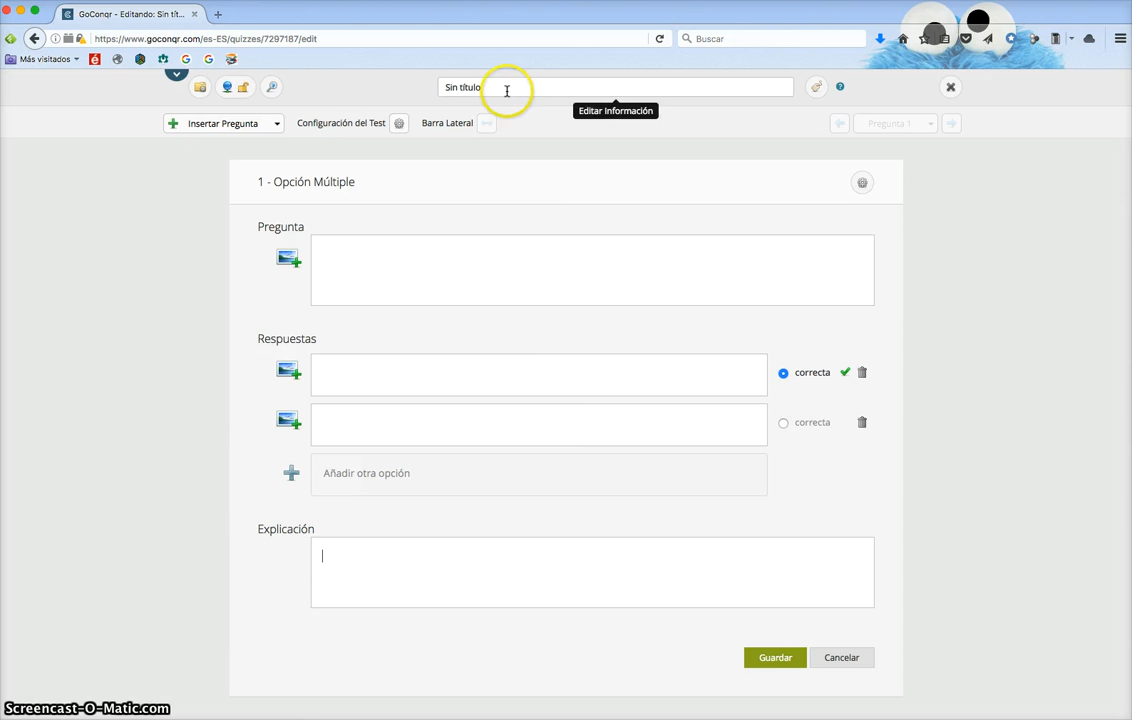 GoConqr - Editando: Sin tít...
https://www.goconqr.com/es-ES/quizzes/7297187/edit
Buscar
Más visitados
Sin título
Editar Información
Insertar Pregunta
Configuración del Test
Barra Lateral
Pregunta 1
1 - Opción Múltiple
Pregunta
Respuestas
correcta
correcta
Añadir otra opción
Explicación
Guardar
Cancelar
Screencast-O-Matic.com